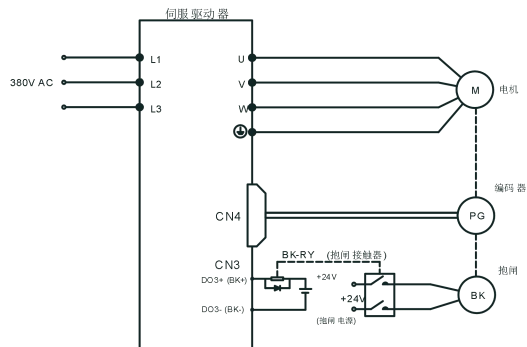 伺服驱动器
L1
U
380V AC
L2
V
M
电机
L3
W
编码器
CN4
PG
CN3
BK-RY (抱闸接触器)
抱闸
DO3+ (BK+)
+24V
+24V
BK
DO3- (BK-)
(抱闸电源)